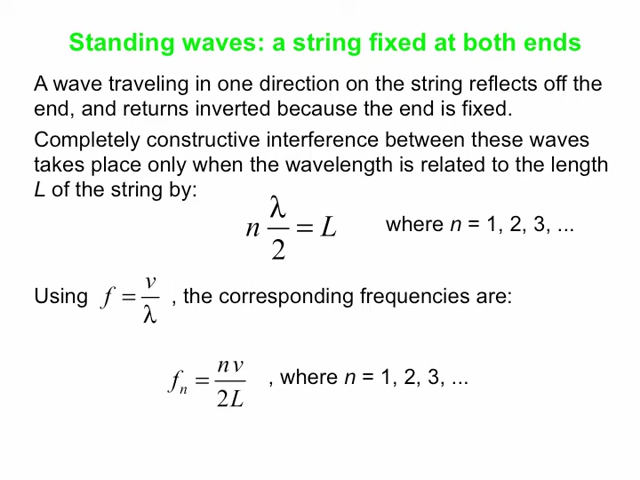 Standing waves: a string fixed at both ends
A wave traveling in one direction on the string reflects off the
end, and returns inverted because the end is fixed.
Completely constructive interference between these waves
takes place only when the wavelength is related to the length
L of the string by:
n λ/2 = L where n = 1, 2, 3, ...
Using f = v/λ , the corresponding frequencies are:
fₙ = nv/2L , where n = 1, 2, 3, ...